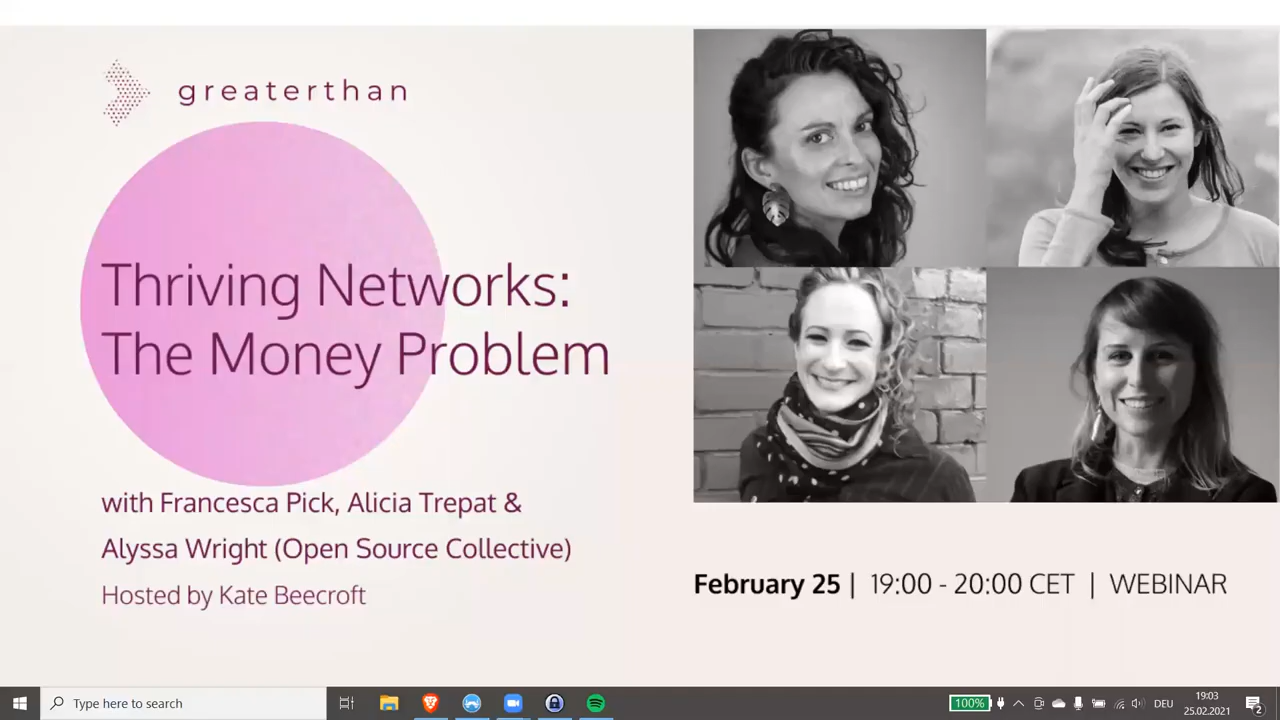 greaterthan
Thriving Networks:
The Money Problem
with Francesca Pick, Alicia Trepat &
Alyssa Wright (Open Source Collective)
Hosted by Kate Beecroft
February 25 | 19:00 - 20:00 CET | WEBINAR
Type here to search
100%
DEU
19:03
25.02.2021
2